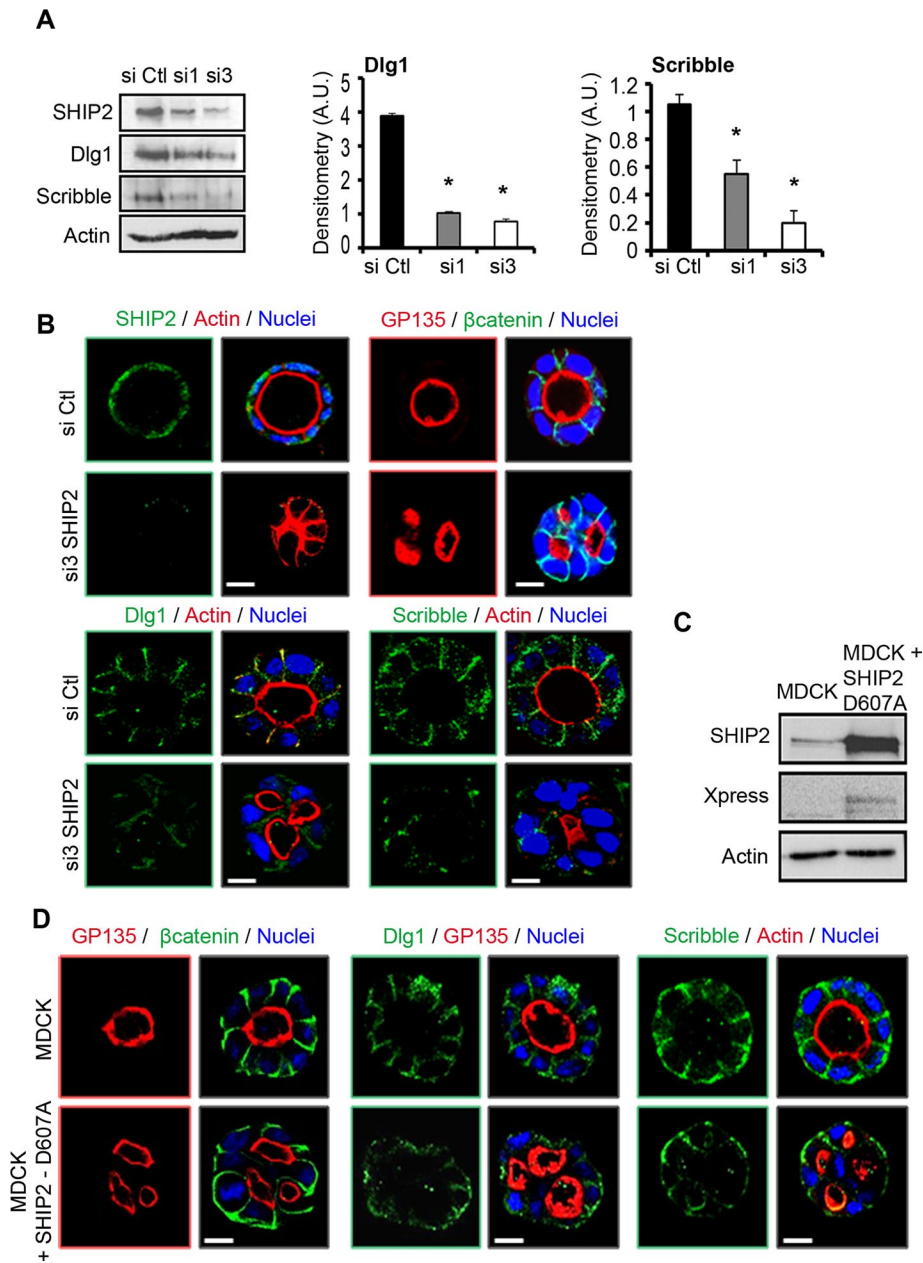 A
si Ctl si1 si3
SHIP2
Dlg1
Scribble
Actin
Dlg1
Densitometry (A.U.)
5
4
3
2
1
0
si Ctl si1 si3
*
*
Scribble
Densitometry (A.U.)
1.2
1
0.8
0.6
0.4
0.2
0
si Ctl si1 si3
*
*
B
SHIP2 / Actin / Nuclei
GP135 / βcatenin / Nuclei
si Ctl
si3 SHIP2
Dlg1 / Actin / Nuclei
Scribble / Actin / Nuclei
si Ctl
si3 SHIP2
C
MDCK
MDCK +
SHIP2
D607A
SHIP2
Xpress
Actin
D
GP135 / βcatenin / Nuclei
Dlg1 / GP135 / Nuclei
Scribble / Actin / Nuclei
MDCK
MDCK
+ SHIP2 - D607A